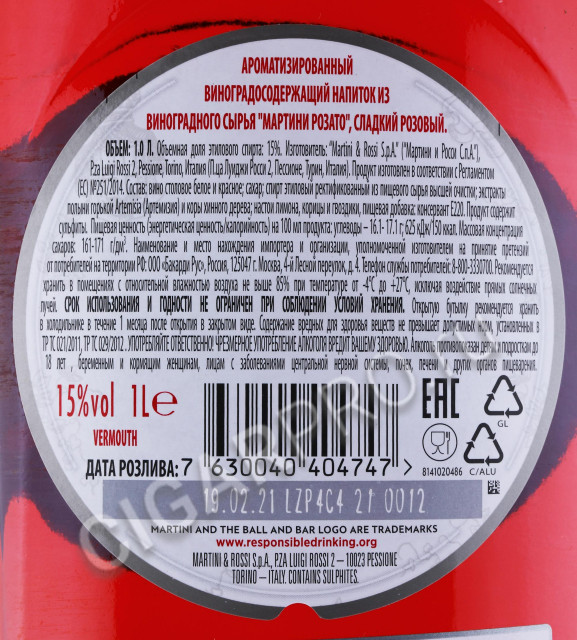 АРОМАТИЗИРОВАННЫЙ
ВИНОГРАДОСОДЕРЖАЩИЙ НАПИТОК ИЗ
ВИНОГРАДНОГО СЫРЬЯ "МАРТИНИ РОЗАТО", СЛАДКИЙ РОЗОВЫЙ.
ОБЪЕМ: 1.0 Л. Объемная доля этилового спирта: 15%. Изготовитель: "Martini & Rossi S.p.A." ("Мартини и Росси С.п.А."),
P.za Luigi Rossi 2, Pessione, Torino, Италия (П.ца Луиджи Росси 2, Пессионе, Турин, Италия). Продукт изготовлен в соответствии с Регламентом
(ЕС) №251/2014. Состав: вино столовое белое и красное; сахар; спирт этиловый ректификованный из пищевого сырья высшей очистки; экстракты
полыни горькой Artemisia (Артемизия) и коры хинного дерева; настои лимона, корицы и гвоздики, пищевая добавка: консервант Е220. Продукт содержит
сульфиты. Пищевая ценность (энергетическая ценность/калорийность) на 100 мл продукта: углеводы – 16.1-17.1 г; 625 кДж/150 ккал. Массовая концентрация
сахаров: 161-171 г/дм³. Наименование и место нахождения импортера и организации, уполномоченной изготовителем на принятие претензий
от потребителей на территории РФ: ООО «Бакарди Рус», Россия, 125047 г. Москва, 4-й Лесной переулок, д. 4. Телефон службы потребителей: 8-800-3330700. Рекомендуется
хранить в помещениях с относительной влажностью воздуха не выше 85% при температуре от -4°С до +27°С, исключая воздействие прямых солнечных
лучей. СРОК ИСПОЛЬЗОВАНИЯ И ГОДНОСТИ НЕ ОГРАНИЧЕН ПРИ СОБЛЮДЕНИИ УСЛОВИЙ ХРАНЕНИЯ. Открытую бутылку рекомендуется хранить
в холодильнике в течение 1 месяца после открытия в закрытом виде. Содержание вредных для здоровья веществ не превышает допустимых норм, установленных в
ТР ТС 021/2011, ТР ТС 029/2012. УПОТРЕБЛЯЙТЕ ОТВЕТСТВЕННО! ЧРЕЗМЕРНОЕ УПОТРЕБЛЕНИЕ АЛКОГОЛЯ ВРЕДИТ ВАШЕМУ ЗДОРОВЬЮ. Алкоголь противопоказан детям и подросткам до
18 лет, беременным и кормящим женщинам, лицам с заболеваниями центральной нервной системы, почек, печени и других органов пищеварения.
15%vol 1L℮
VERMOUTH
EAC
GL
8141020486
C/ALU
ДАТА РОЗЛИВА: 7 630040 404747 >
19.02.21 LZP4C4 21 0012
MARTINI AND THE BALL AND BAR LOGO ARE TRADEMARKS
www.responsibledrinking.org
MARTINI & ROSSI S.p.A., P.ZA LUIGI ROSSI 2 – 10023 PESSIONE
TORINO – ITALY. CONTAINS SULPHITES.
CIGARPRO.RU